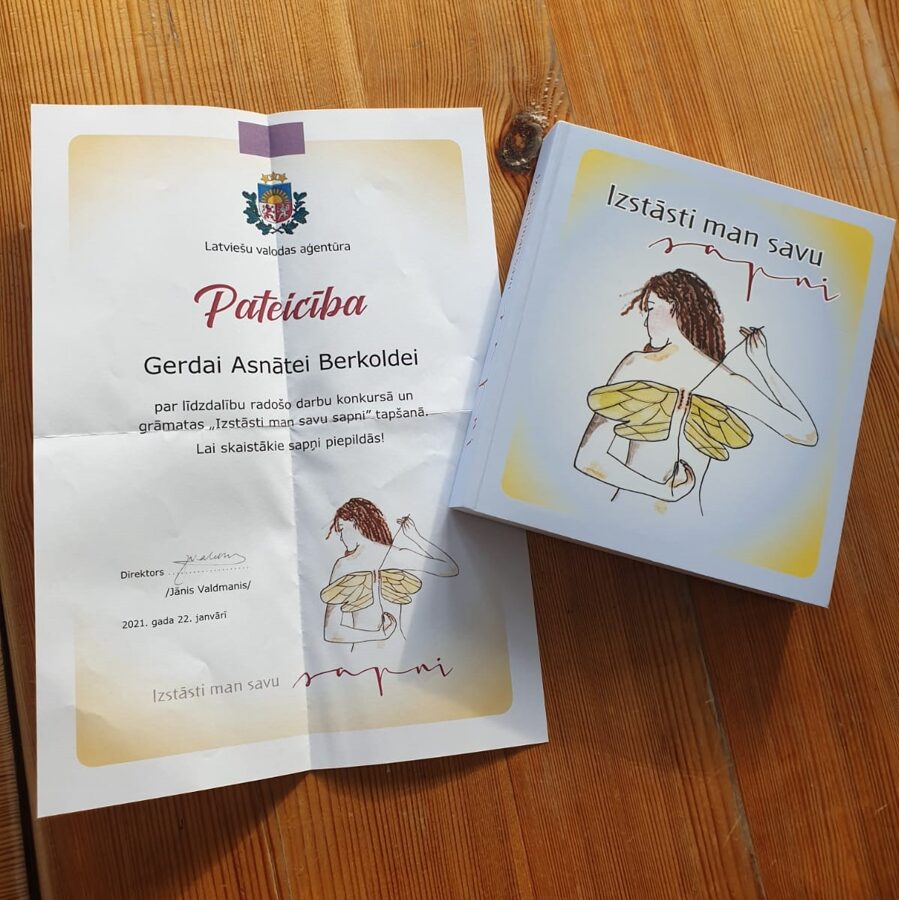 Latviešu valodas aģentūra
Pateicība
Gerdai Asnātei Berkoldei
par līdzdalību radošo darbu konkursā un
grāmatas „Izstāsti man savu sapni” tapšanā.
Lai skaistākie sapņi piepildās!
Direktors
/Jānis Valdmanis/
2021. gada 22. janvārī
Izstāsti man savu sapni
Izstāsti man savu
sapni